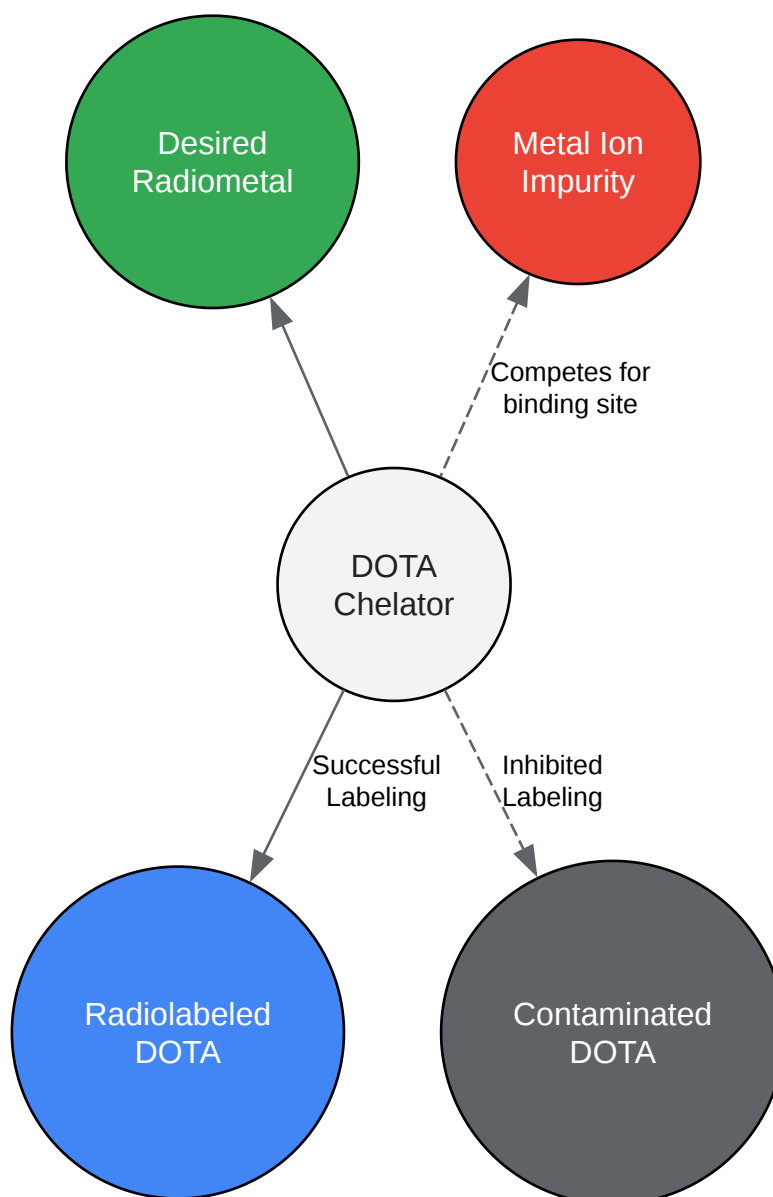 Desired
Radiometal
Metal Ion
Impurity
Competes for
binding site
DOTA
Chelator
Successful
Labeling
Inhibited
Labeling
Radiolabeled
DOTA
Contaminated
DOTA